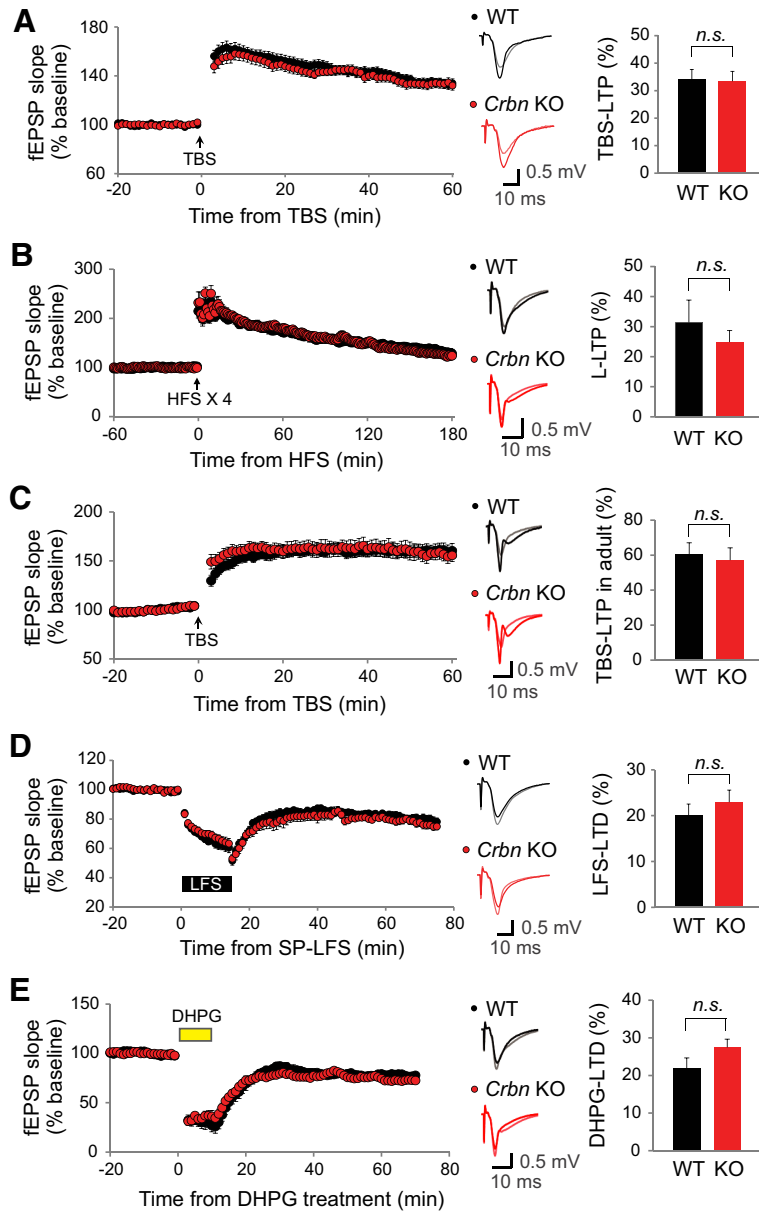 A
fEPSP slope
(% baseline)
180
140
100
60
TBS
-20
0
20
40
60
Time from TBS (min)
WT
Crbn KO
0.5 mV
10 ms
TBS-LTP (%)
50
40
30
20
10
0
n.s.
WT KO
B
fEPSP slope
(% baseline)
300
200
100
0
HFS X 4
-60
0
60
120
180
Time from HFS (min)
WT
Crbn KO
0.5 mV
10 ms
L-LTP (%)
50
40
30
20
10
0
n.s.
WT KO
C
fEPSP slope
(% baseline)
200
150
100
50
TBS
-20
0
20
40
60
Time from TBS (min)
WT
Crbn KO
0.5 mV
10 ms
TBS-LTP in adult (%)
80
60
40
20
0
n.s.
WT KO
D
fEPSP slope
(% baseline)
120
100
80
60
40
20
LFS
-20
0
20
40
60
80
Time from SP-LFS (min)
WT
Crbn KO
0.5 mV
10 ms
LFS-LTD (%)
30
20
10
0
n.s.
WT KO
E
fEPSP slope
(% baseline)
150
100
50
0
DHPG
-20
0
20
40
60
80
Time from DHPG treatment (min)
WT
Crbn KO
0.5 mV
10 ms
DHPG-LTD (%)
40
30
20
10
0
n.s.
WT KO